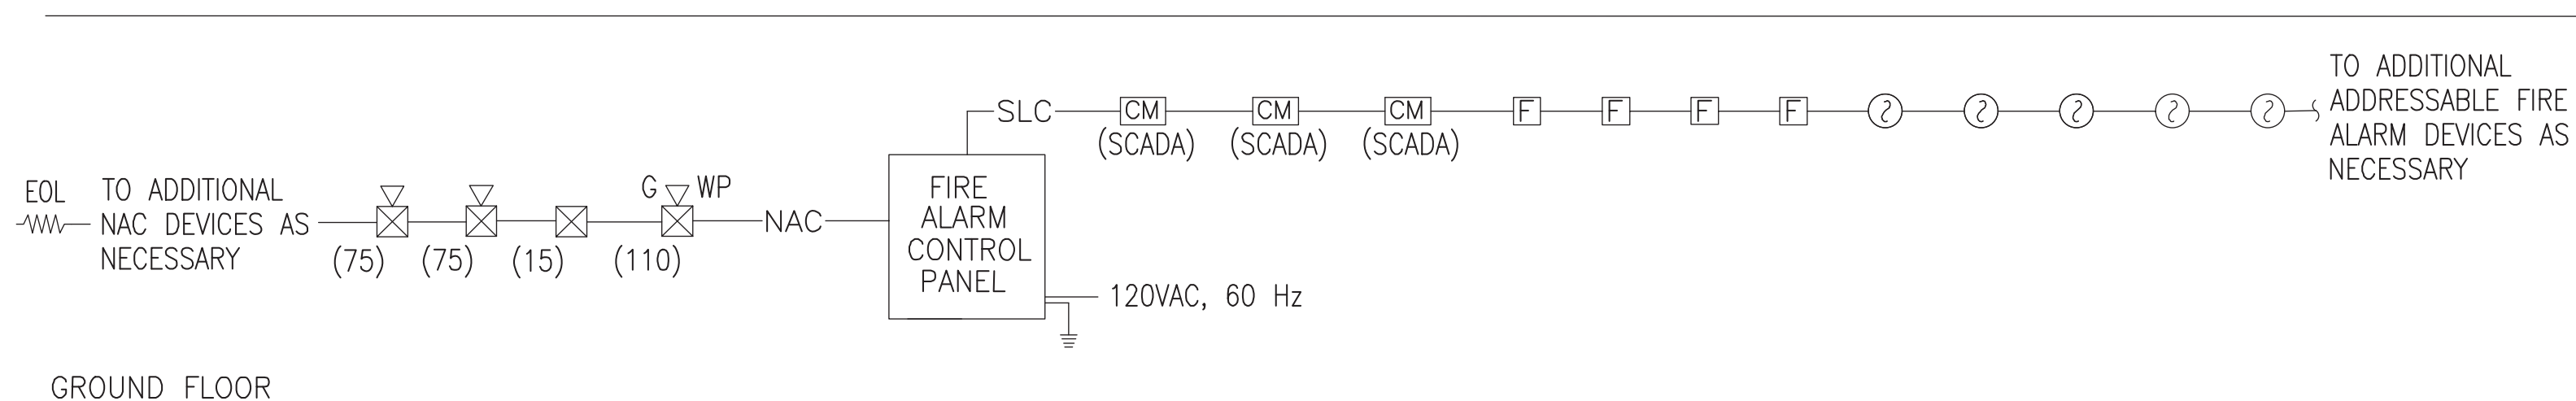 EOL
TO ADDITIONAL
NAC DEVICES AS
NECESSARY
(75)
(75)
(15)
G WP
(110)
NAC
FIRE
ALARM
CONTROL
PANEL
120VAC, 60 Hz
SLC
CM
(SCADA)
CM
(SCADA)
CM
(SCADA)
F
F
F
F
TO ADDITIONAL
ADDRESSABLE FIRE
ALARM DEVICES AS
NECESSARY
GROUND FLOOR